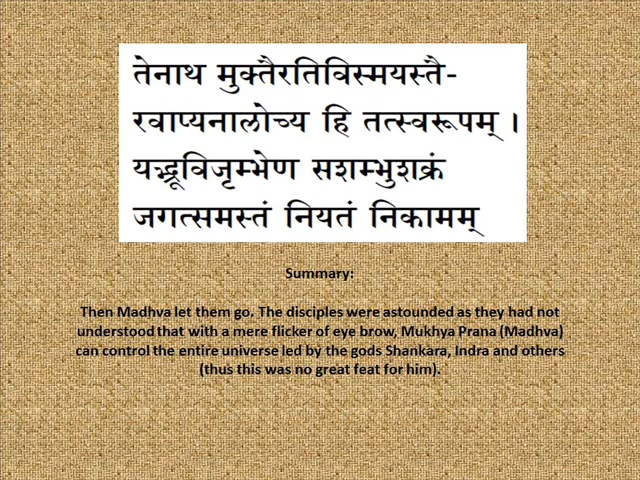 तेनाथ मुक्तैरतिविस्मयस्तै-
रवाप्यनालोच्य हि तत्स्वरूपम् ।
यद्भ्रूविजृम्भेण सशम्भुशक्रं
जगत्समस्तं नियतं निकामम्
Summary:
Then Madhva let them go. The disciples were astounded as they had not
understood that with a mere flicker of eye brow, Mukhya Prana (Madhva)
can control the entire universe led by the gods Shankara, Indra and others
(thus this was no great feat for him).